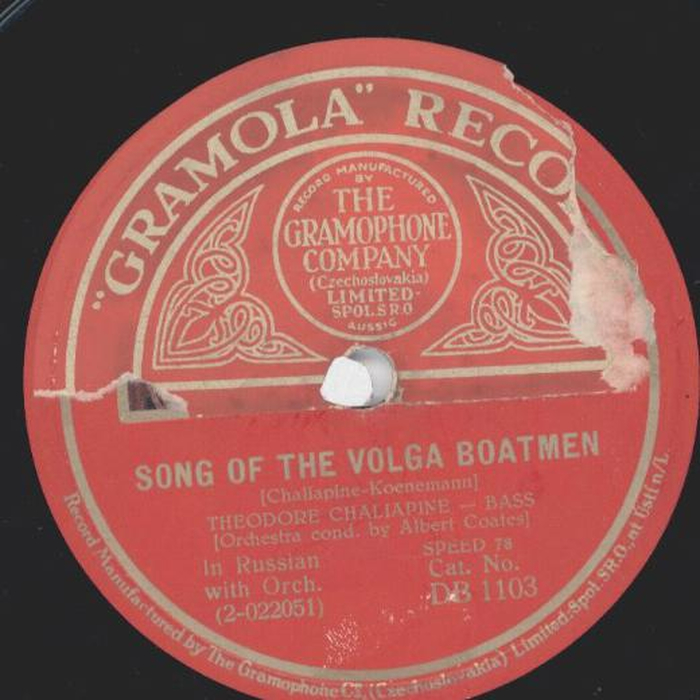 "GRAMOLA" RECO
RECORD MANUFACTURED
BY
THE
GRAMOPHONE
COMPANY
(Czechoslovakia)
LIMITED·
SPOL.S.R.O
AUSSIG
SONG OF THE VOLGA BOATMEN
[Chaliapine-Koenemann]
THEODORE CHALIAPINE — BASS
[Orchestra cond. by Albert Coates]
In Russian
with Orch.
(2-022051)
SPEED 78
Cat. No.
DB 1103
Record Manufactured by The Gramophone Co. (Czechoslovakia) Limited. Spol. S.R.O., at Ústí n/L